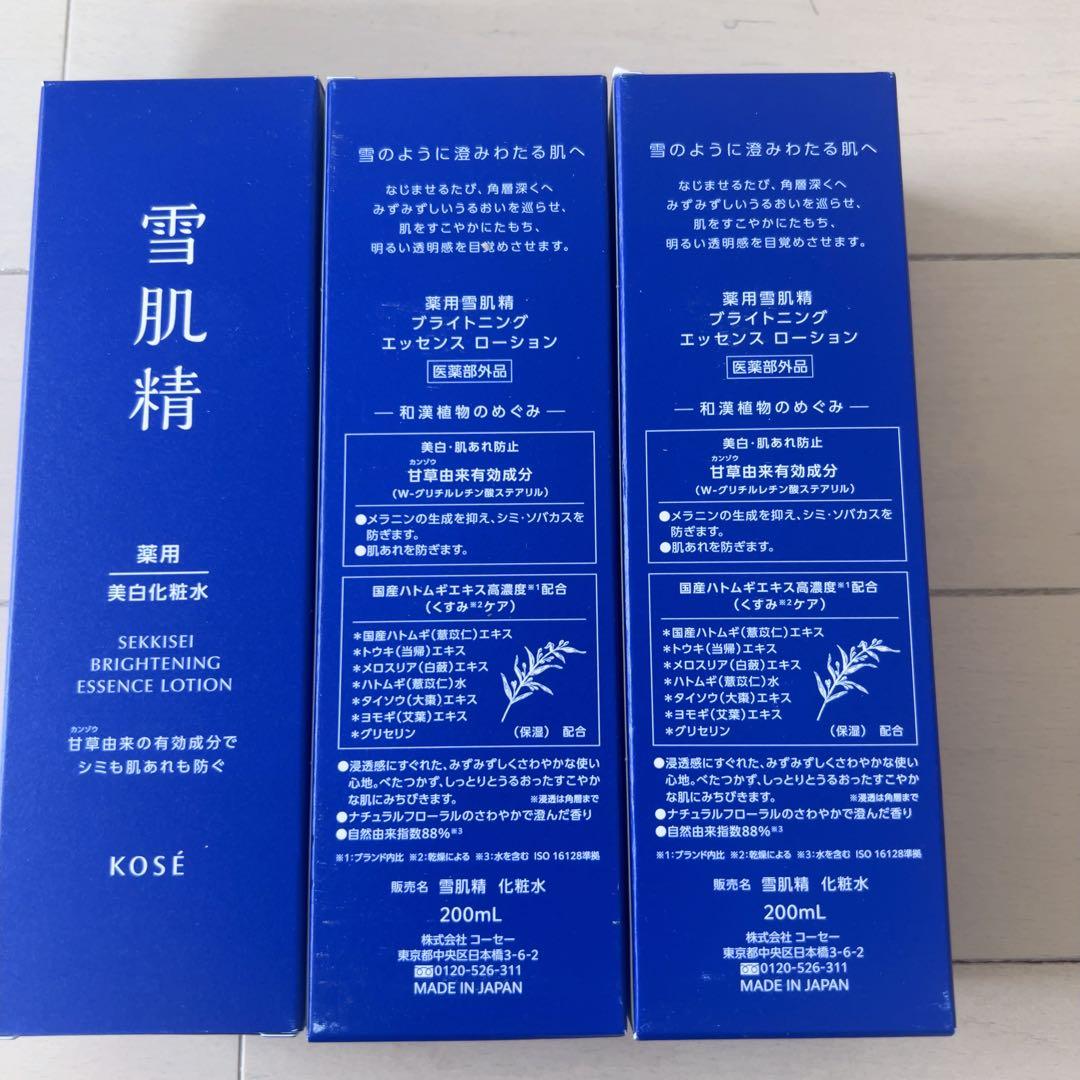 雪肌精
薬用
美白化粧水
SEKKISEI
BRIGHTENING
ESSENCE LOTION
カンゾウ
甘草由来の有効成分で
シミも肌あれも防ぐ
KOSÉ
雪のように澄みわたる肌へ
なじませるたび、角層深くへ
みずみずしいうるおいを巡らせ、
肌をすこやかにたもち、
明るい透明感を目覚めさせます。
薬用雪肌精
ブライトニング
エッセンス ローション
医薬部外品
和漢植物のめぐみ
美白・肌あれ防止
カンゾウ
甘草由来有効成分
(W-グリチルレチン酸ステアリル)
●メラニンの生成を抑え、シミ・ソバカスを
防ぎます。
●肌あれを防ぎます。
国産ハトムギエキス高濃度※1配合
(くすみ※2ケア)
*国産ハトムギ(薏苡仁)エキス
*トウキ(当帰)エキス
*メロスリア(白蘞)エキス
*ハトムギ(薏苡仁)水
*タイソウ(大棗)エキス
*ヨモギ(艾葉)エキス
*グリセリン (保湿) 配合
●浸透感にすぐれた、みずみずしくさわやかな使い
心地。べたつかず、しっとりとうるおったすこやか
な肌にみちびきます。 ※浸透は角層まで
●ナチュラルフローラルのさわやかで澄んだ香り
●自然由来指数88%※3
※1:ブランド内比 ※2:乾燥による ※3:水を含む ISO 16128準拠
販売名 雪肌精 化粧水
200mL
株式会社 コーセー
東京都中央区日本橋3-6-2
0120-526-311
MADE IN JAPAN
雪のように澄みわたる肌へ
なじませるたび、角層深くへ
みずみずしいうるおいを巡らせ、
肌をすこやかにたもち、
明るい透明感を目覚めさせます。
薬用雪肌精
ブライトニング
エッセンス ローション
医薬部外品
和漢植物のめぐみ
美白・肌あれ防止
カンゾウ
甘草由来有効成分
(W-グリチルレチン酸ステアリル)
●メラニンの生成を抑え、シミ・ソバカスを
防ぎます。
●肌あれを防ぎます。
国産ハトムギエキス高濃度※1配合
(くすみ※2ケア)
*国産ハトムギ(薏苡仁)エキス
*トウキ(当帰)エキス
*メロスリア(白蘞)エキス
*ハトムギ(薏苡仁)水
*タイソウ(大棗)エキス
*ヨモギ(艾葉)エキス
*グリセリン (保湿) 配合
●浸透感にすぐれた、みずみずしくさわやかな使い
心地。べたつかず、しっとりとうるおったすこやか
な肌にみちびきます。 ※浸透は角層まで
●ナチュラルフローラルのさわやかで澄んだ香り
●自然由来指数88%※3
※1:ブランド内比 ※2:乾燥による ※3:水を含む ISO 16128準拠
販売名 雪肌精 化粧水
200mL
株式会社 コーセー
東京都中央区日本橋3-6-2
0120-526-311
MADE IN JAPAN